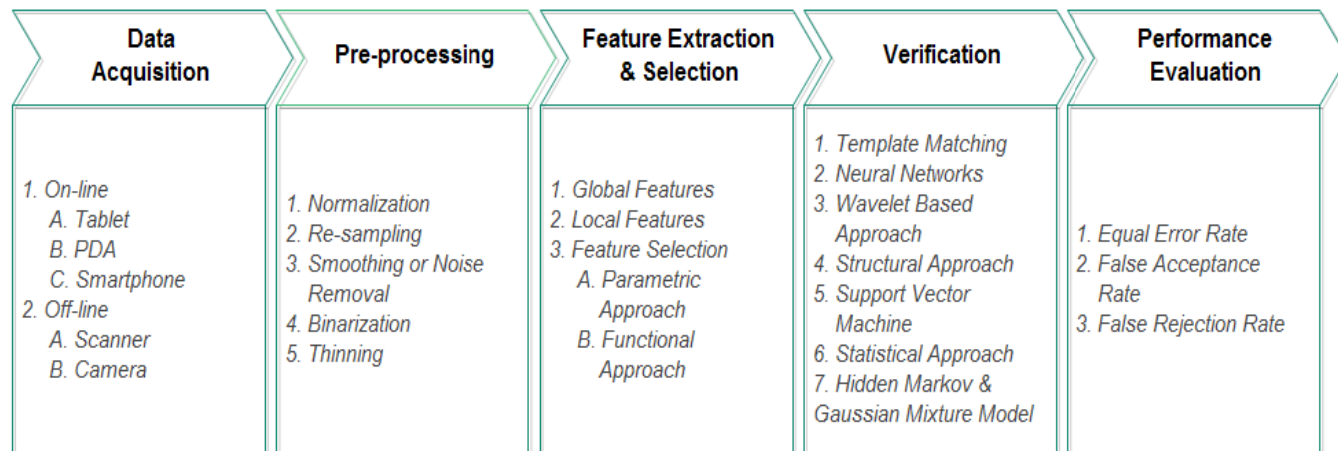 Data
Acquisition
Pre-processing
Feature Extraction
& Selection
Verification
Performance
Evaluation
1. On-line
A. Tablet
B. PDA
C. Smartphone
2. Off-line
A. Scanner
B. Camera
1. Normalization
2. Re-sampling
3. Smoothing or Noise
Removal
4. Binarization
5. Thinning
1. Global Features
2. Local Features
3. Feature Selection
A. Parametric
Approach
B. Functional
Approach
1. Template Matching
2. Neural Networks
3. Wavelet Based
Approach
4. Structural Approach
5. Support Vector
Machine
6. Statistical Approach
7. Hidden Markov &
Gaussian Mixture Model
1. Equal Error Rate
2. False Acceptance
Rate
3. False Rejection Rate